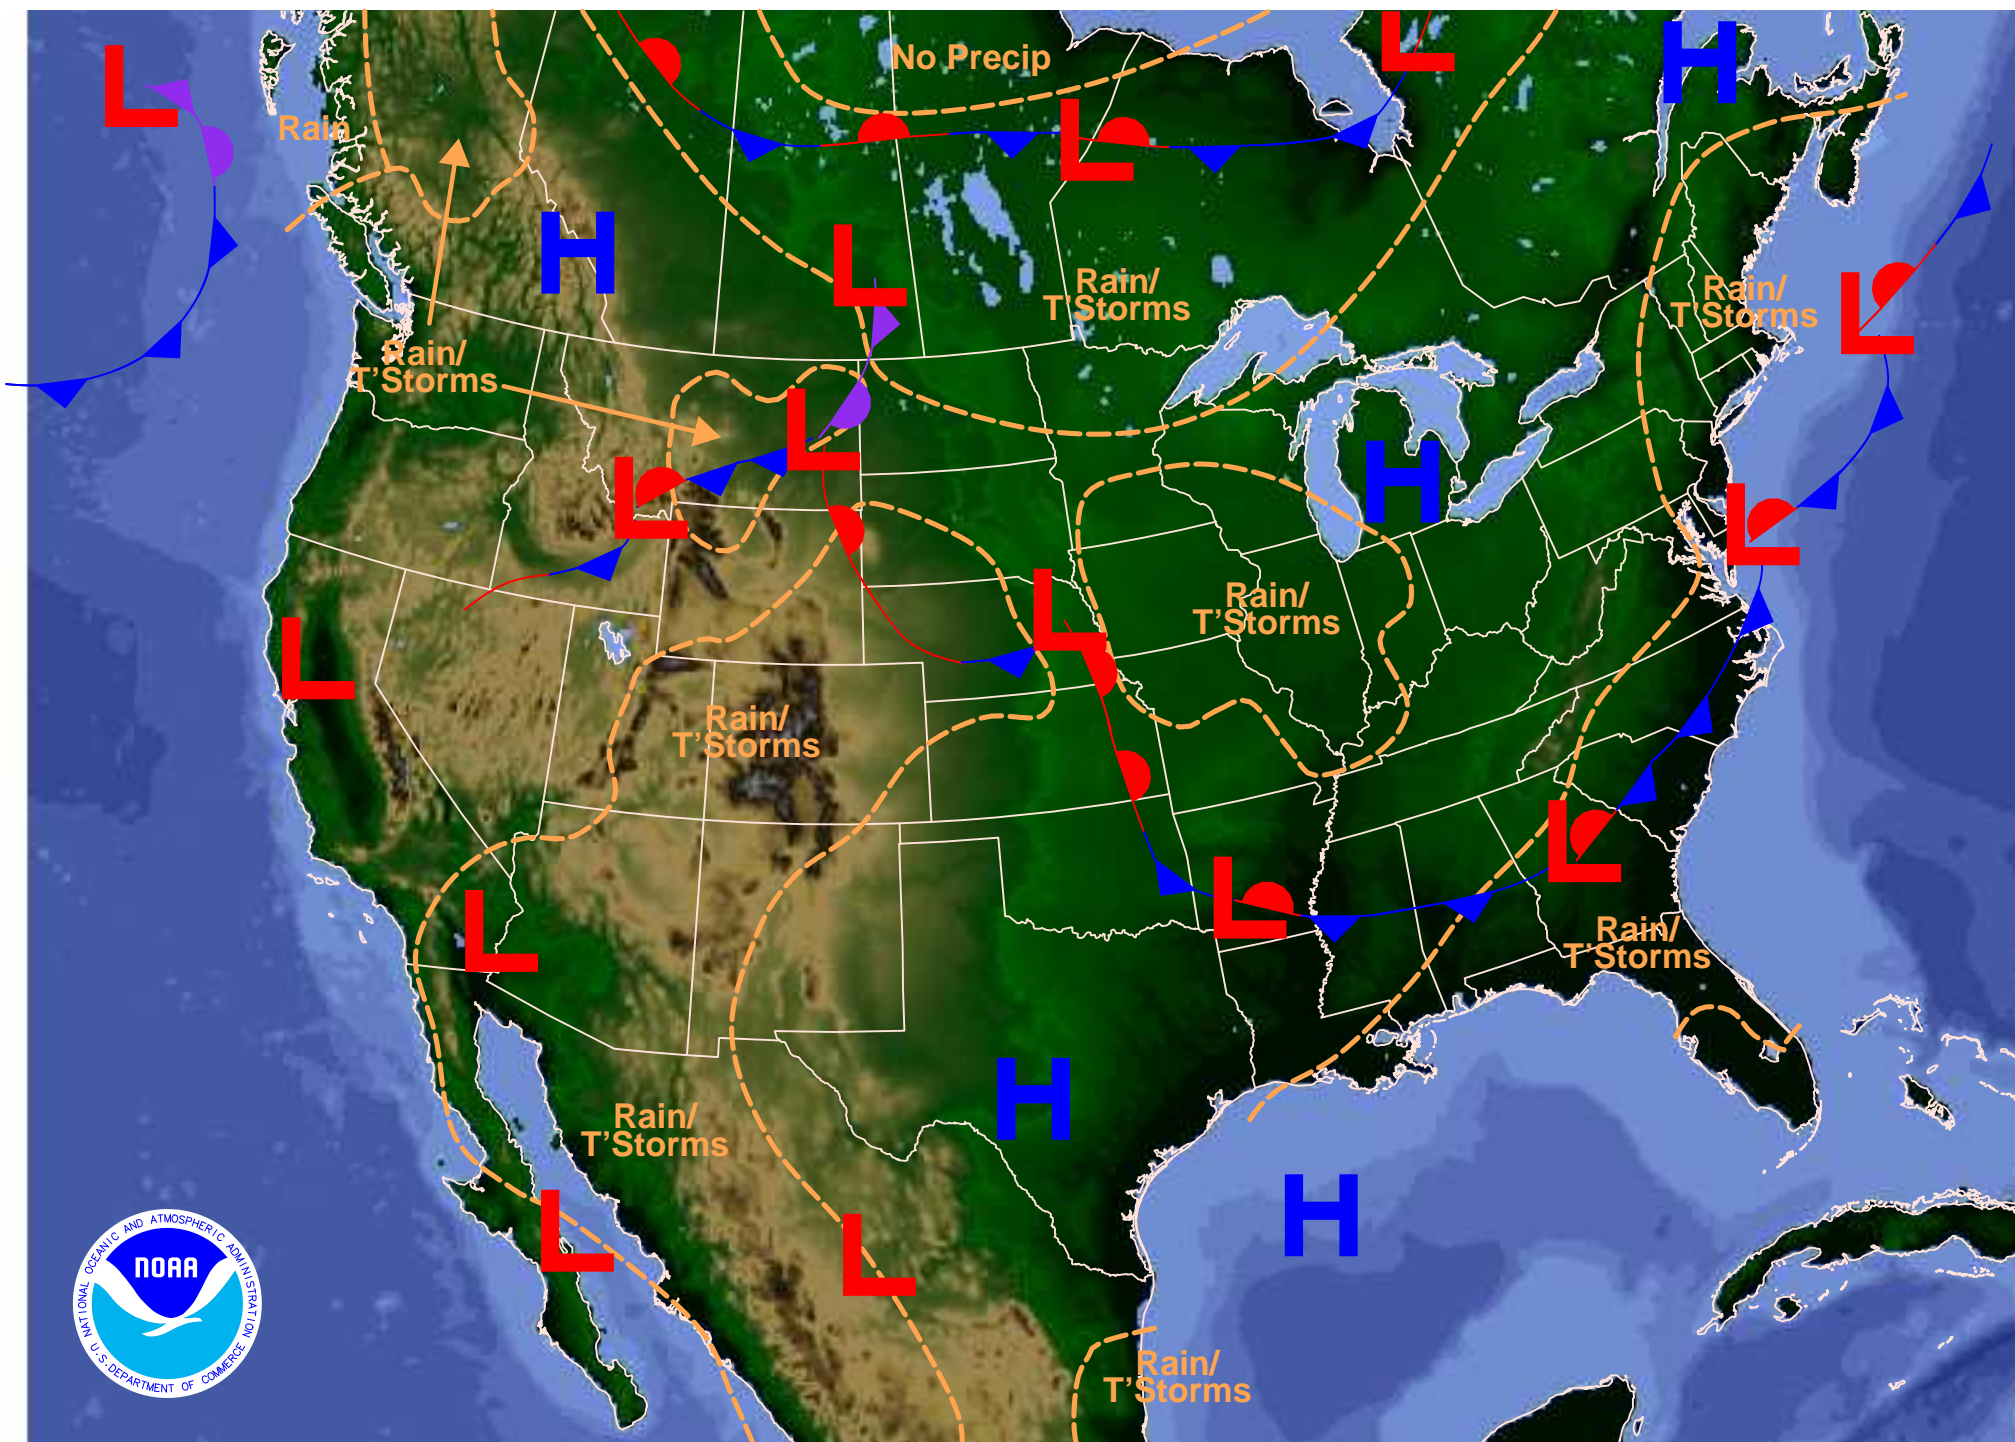 L
H
No Precip
L
L
Rain
H
L
Rain/
T'Storms
Rain/
T'Storms
L
Rain/
T'Storms
L
L
H
L
L
Rain/
T'Storms
L
L
Rain/
T'Storms
L
L
L
Rain/
T'Storms
H
Rain/
T'Storms
H
L
L
Rain/
T'Storms
NATIONAL OCEANIC AND ATMOSPHERIC ADMINISTRATION
NOAA
U.S. DEPARTMENT OF COMMERCE